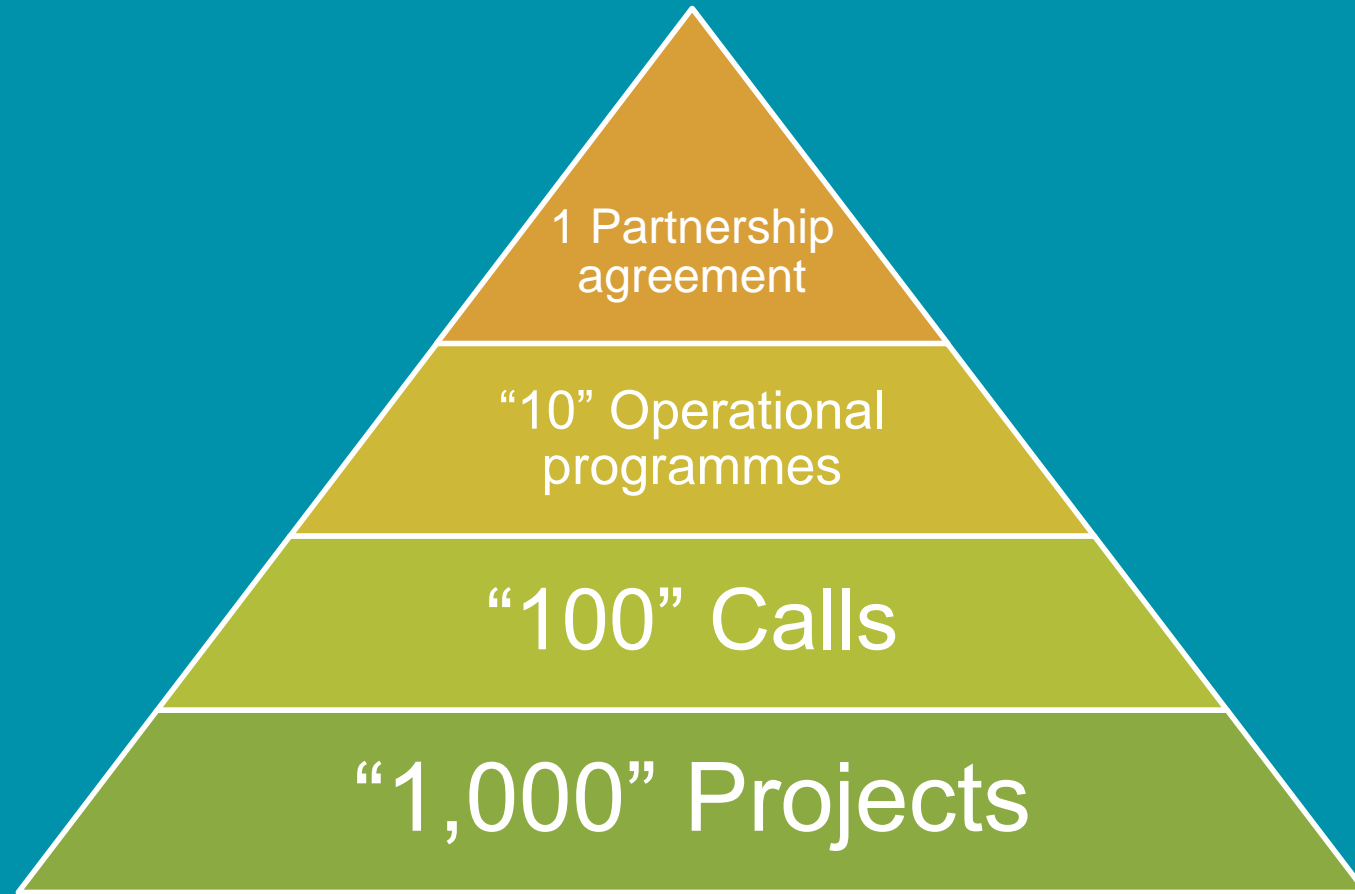 1 Partnership
agreement
“10” Operational
programmes
“100” Calls
“1,000” Projects